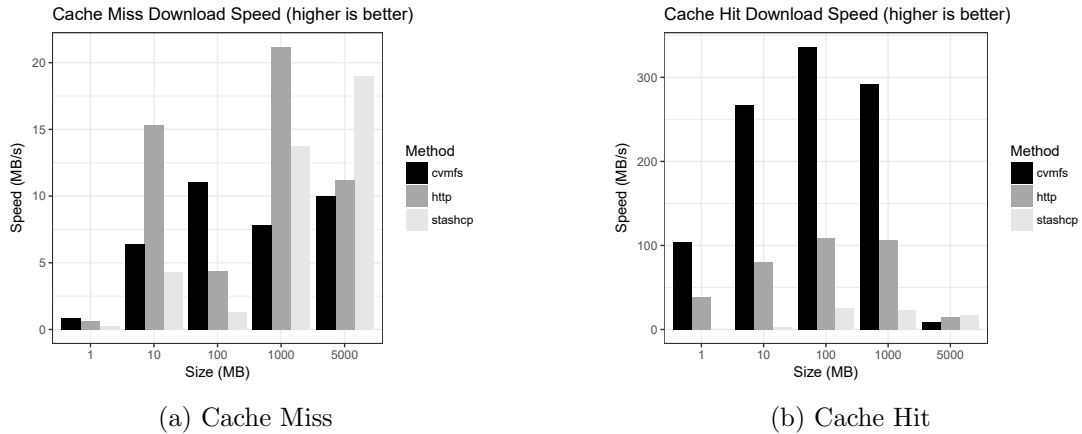 Cache Miss Download Speed (higher is better)
20
15
10
5
0
Speed (MB/s)
1 10 100 1000 5000
Size (MB)
Method
cvmfs
http
stashcp
(a) Cache Miss
Cache Hit Download Speed (higher is better)
300
200
100
0
Speed (MB/s)
1 10 100 1000 5000
Size (MB)
Method
cvmfs
http
stashcp
(b) Cache Hit